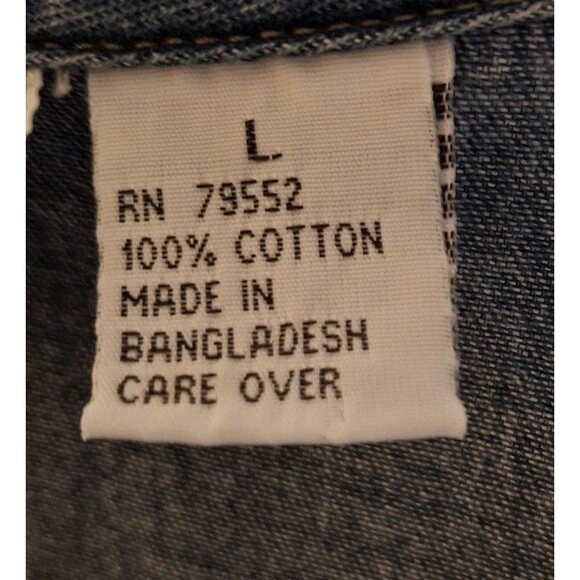 L
RN 79552
100% COTTON
MADE IN
BANGLADESH
CARE OVER